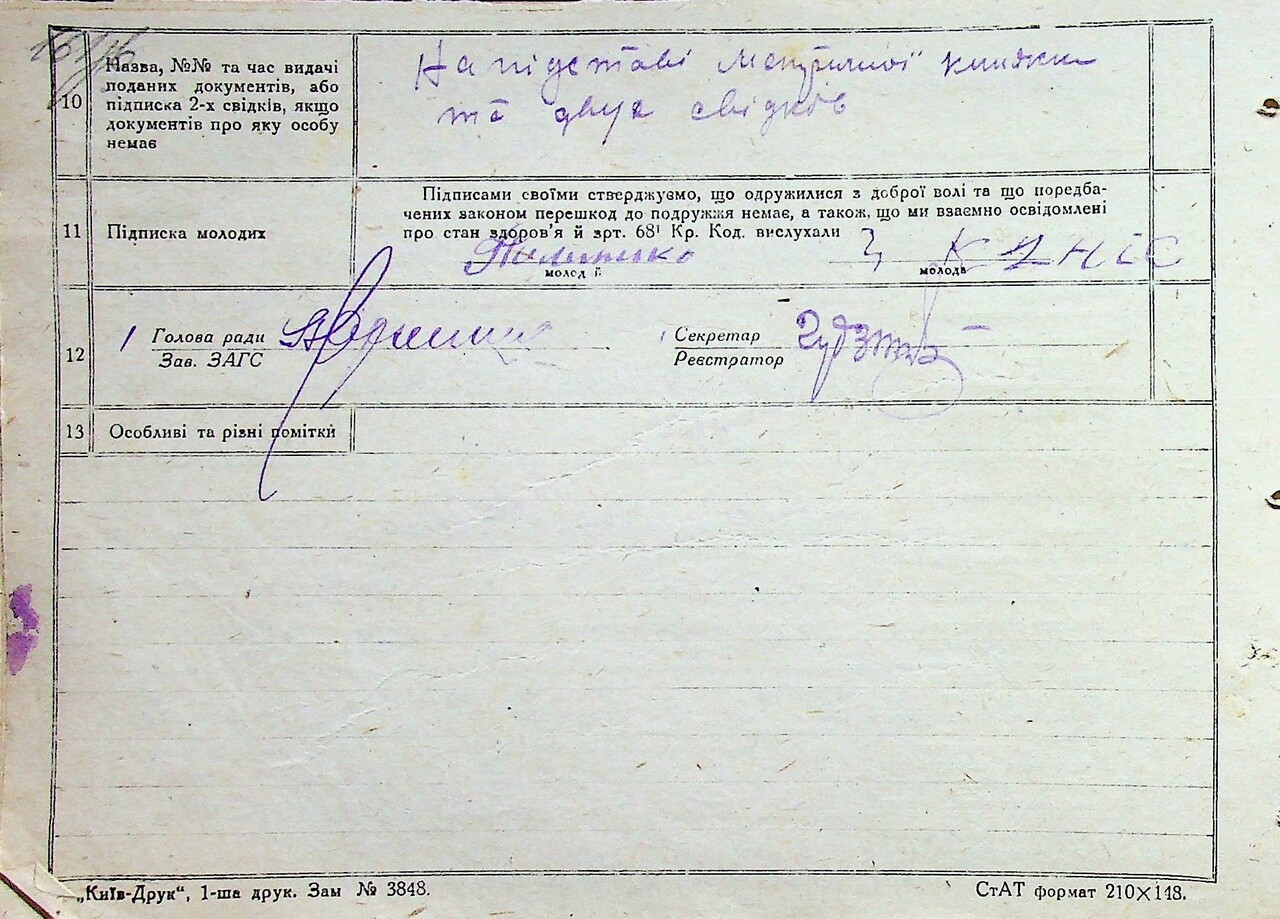 10
Назва, №№ та час видачі
поданих документів, або
підписка 2-х свідків, якщо
документів про яку особу
немає
На підставі Метричної книжки
та двух свідків
11
Підписка молодих
Підписами своїми стверджуємо, що одружилися з доброї волі та що передба-
чених законом перешкод до подружжя немає, а також, що ми взаємно освідомлені
про стан здоров'я й зрт. 68¹ Кр. Код. вислухали
молодий
молода
12
Голова ради
Зав. ЗАГС
Секретар
Реєстратор
13
Особливі та різні помітки
„Київ-Друк“, 1-ша друк. Зам № 3848.
СтАТ формат 210×148.